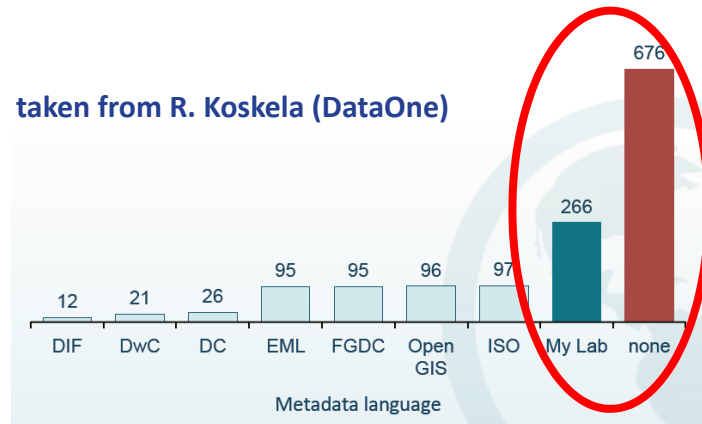 676
taken from R. Koskela (DataOne)
266
95 95 96 97
12 21 26
DIF DwC DC EML FGDC Open GIS ISO My Lab none
Metadata language